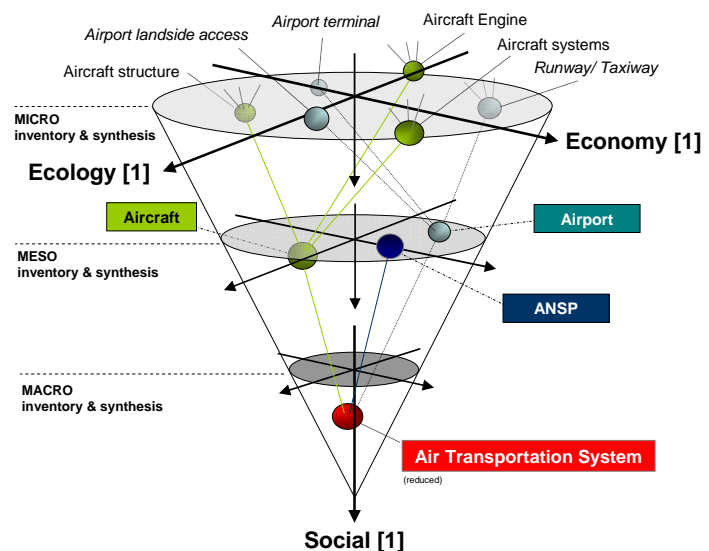 Airport terminal
Aircraft Engine
Airport landside access
Aircraft systems
Aircraft structure
Runway/ Taxiway
MICRO
inventory & synthesis
Economy [1]
Ecology [1]
Aircraft
Airport
MESO
inventory & synthesis
ANSP
MACRO
inventory & synthesis
Air Transportation System
(reduced)
Social [1]